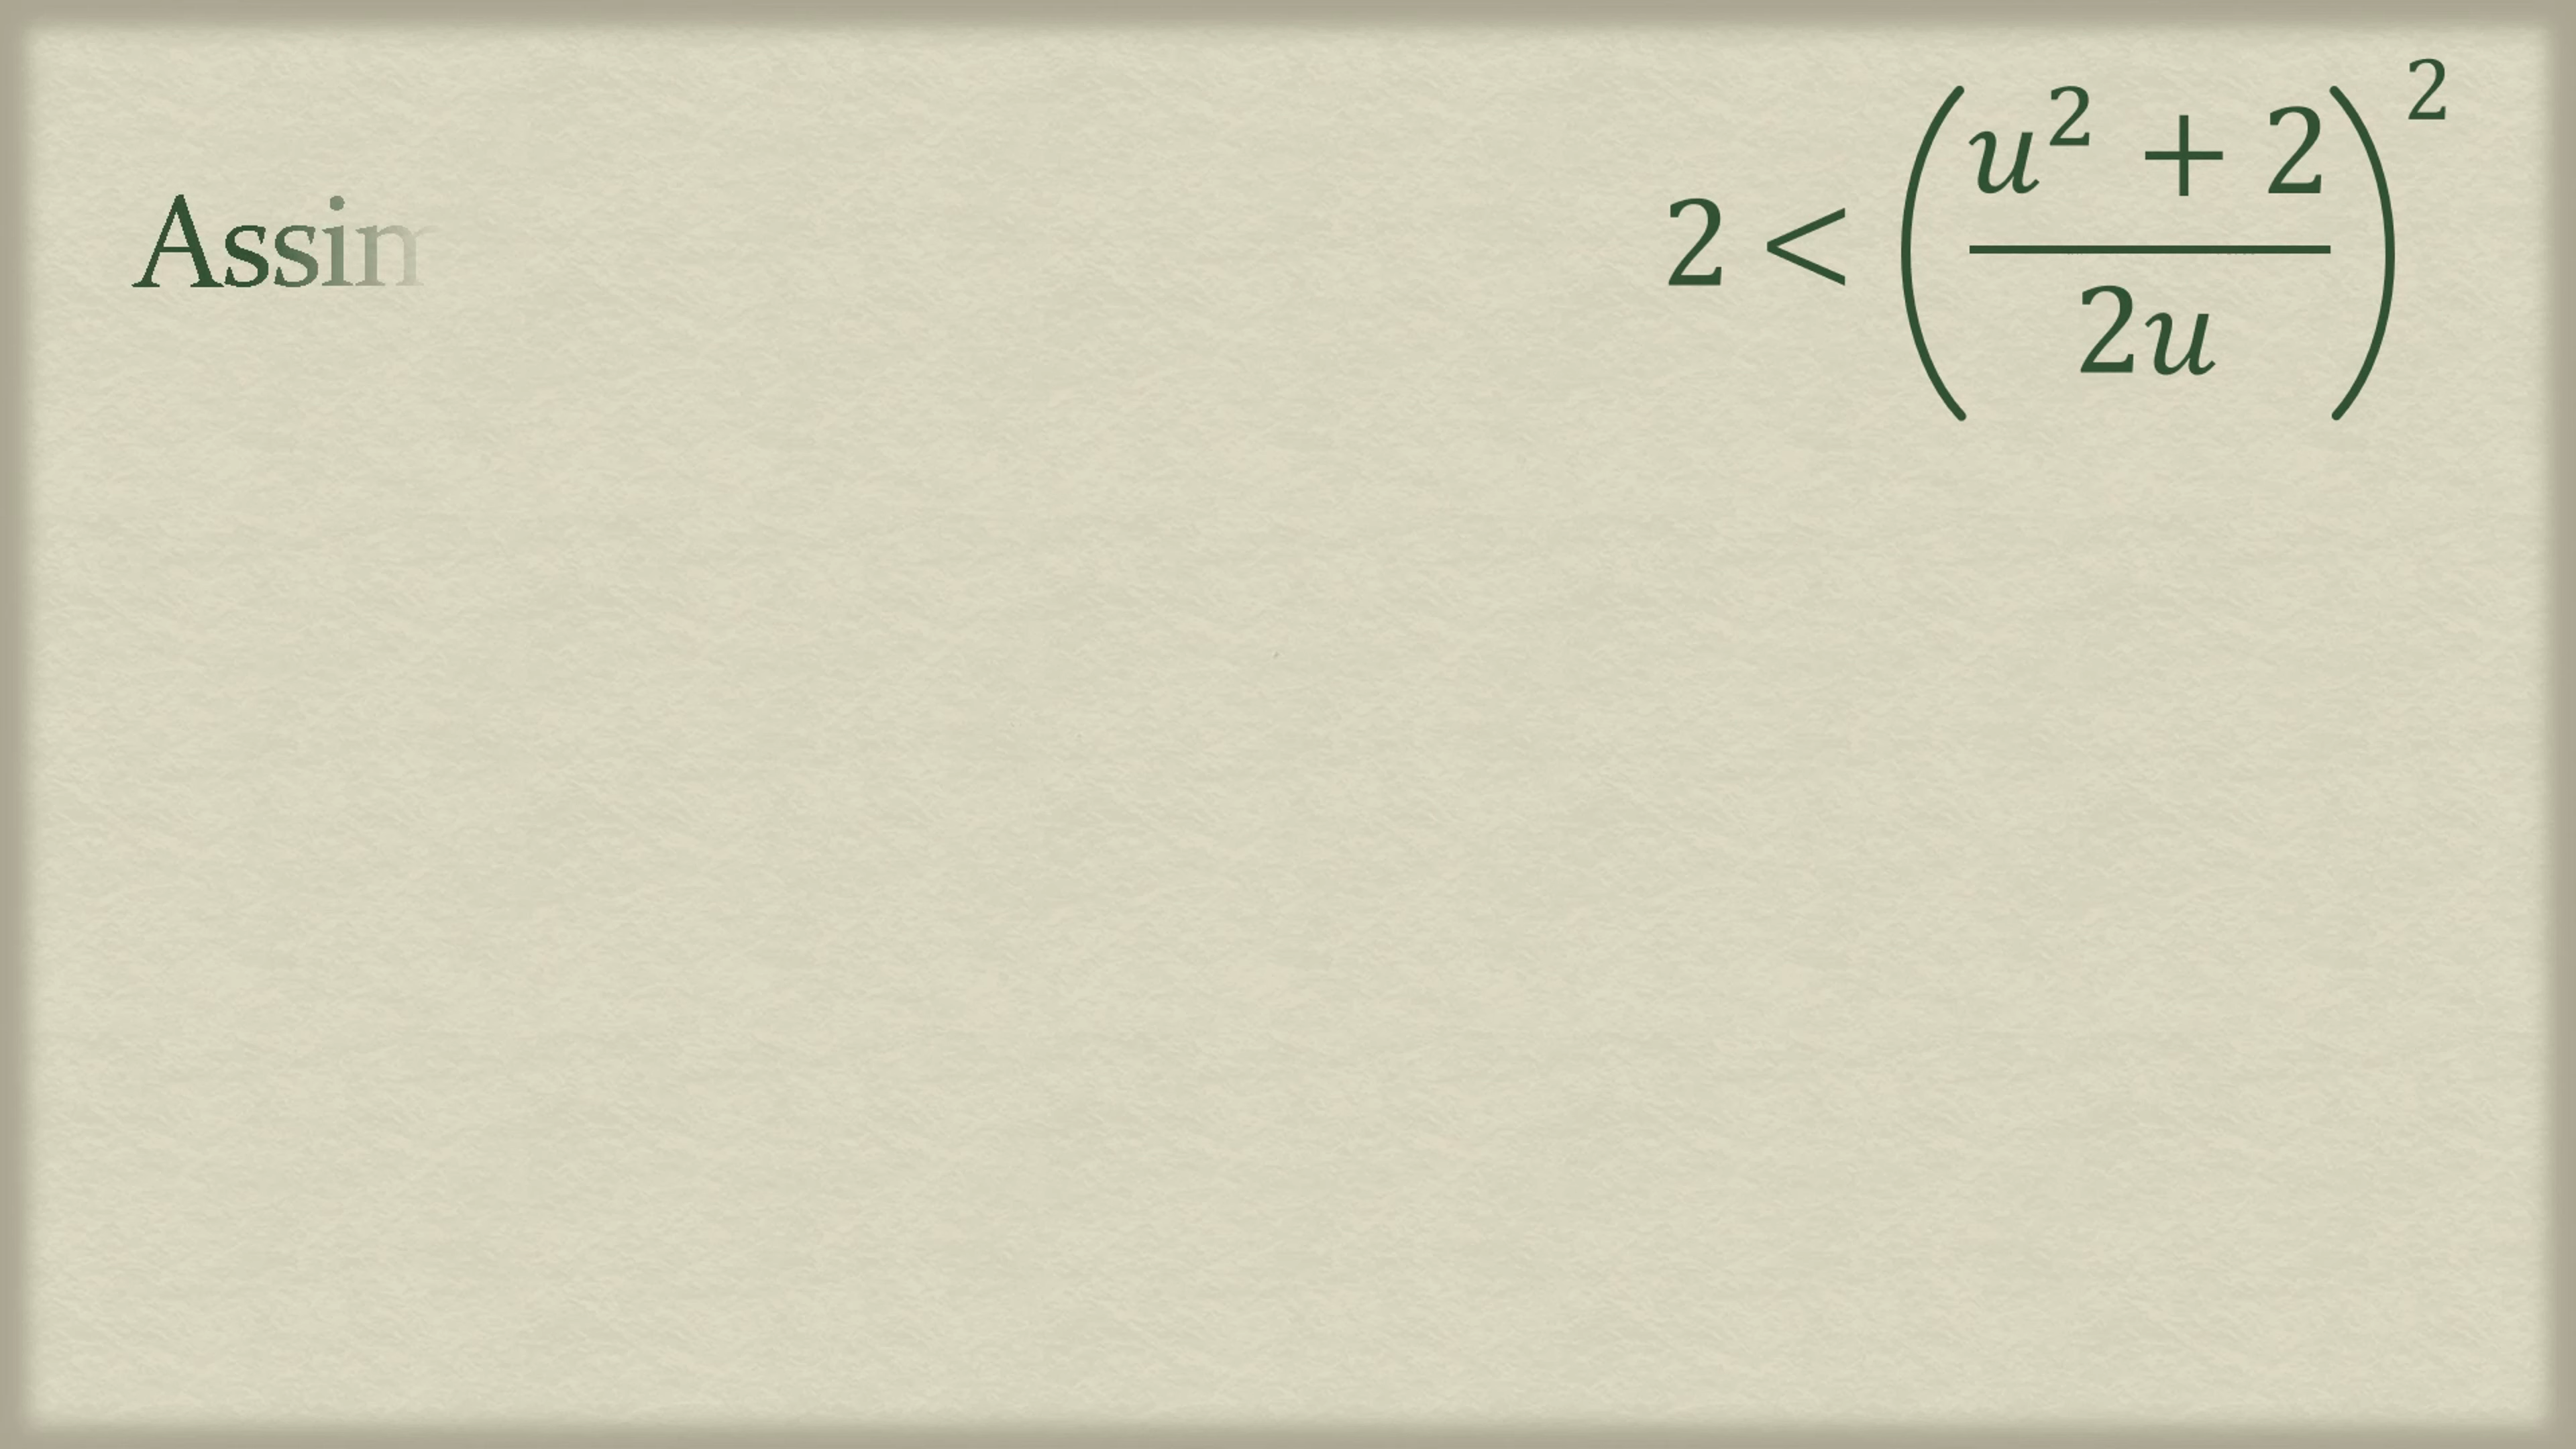 Assim
2 < ( (u² + 2) / 2u )²